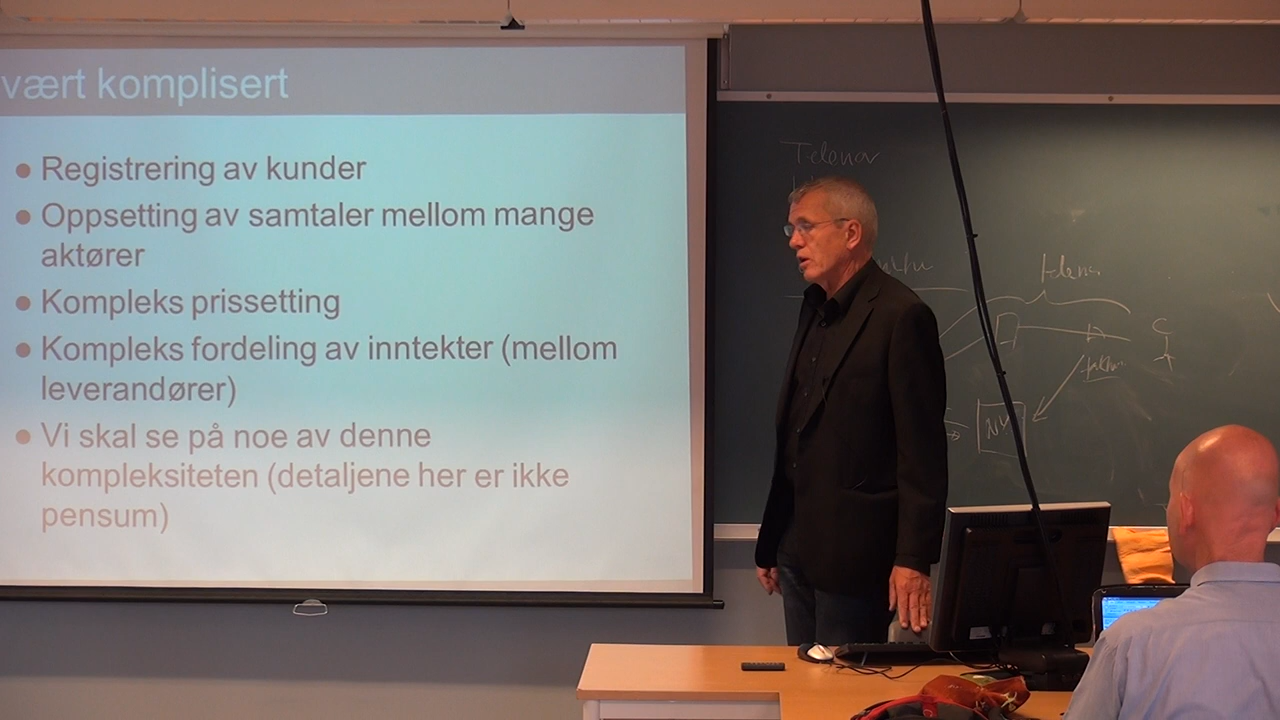 vært komplisert
● Registrering av kunder
● Oppsetting av samtaler mellom mange
aktører
● Kompleks prissetting
● Kompleks fordeling av inntekter (mellom
leverandører)
● Vi skal se på noe av denne
kompleksiteten (detaljene her er ikke
pensum)
Telenor
telenor
C